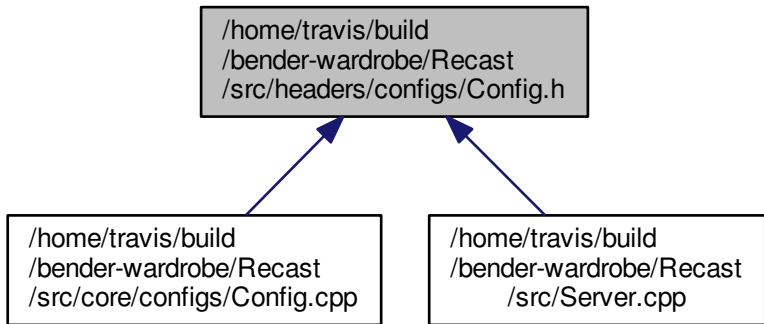 /home/travis/build
/bender-wardrobe/Recast
/src/headers/configs/Config.h
/home/travis/build
/bender-wardrobe/Recast
/src/core/configs/Config.cpp
/home/travis/build
/bender-wardrobe/Recast
/src/Server.cpp